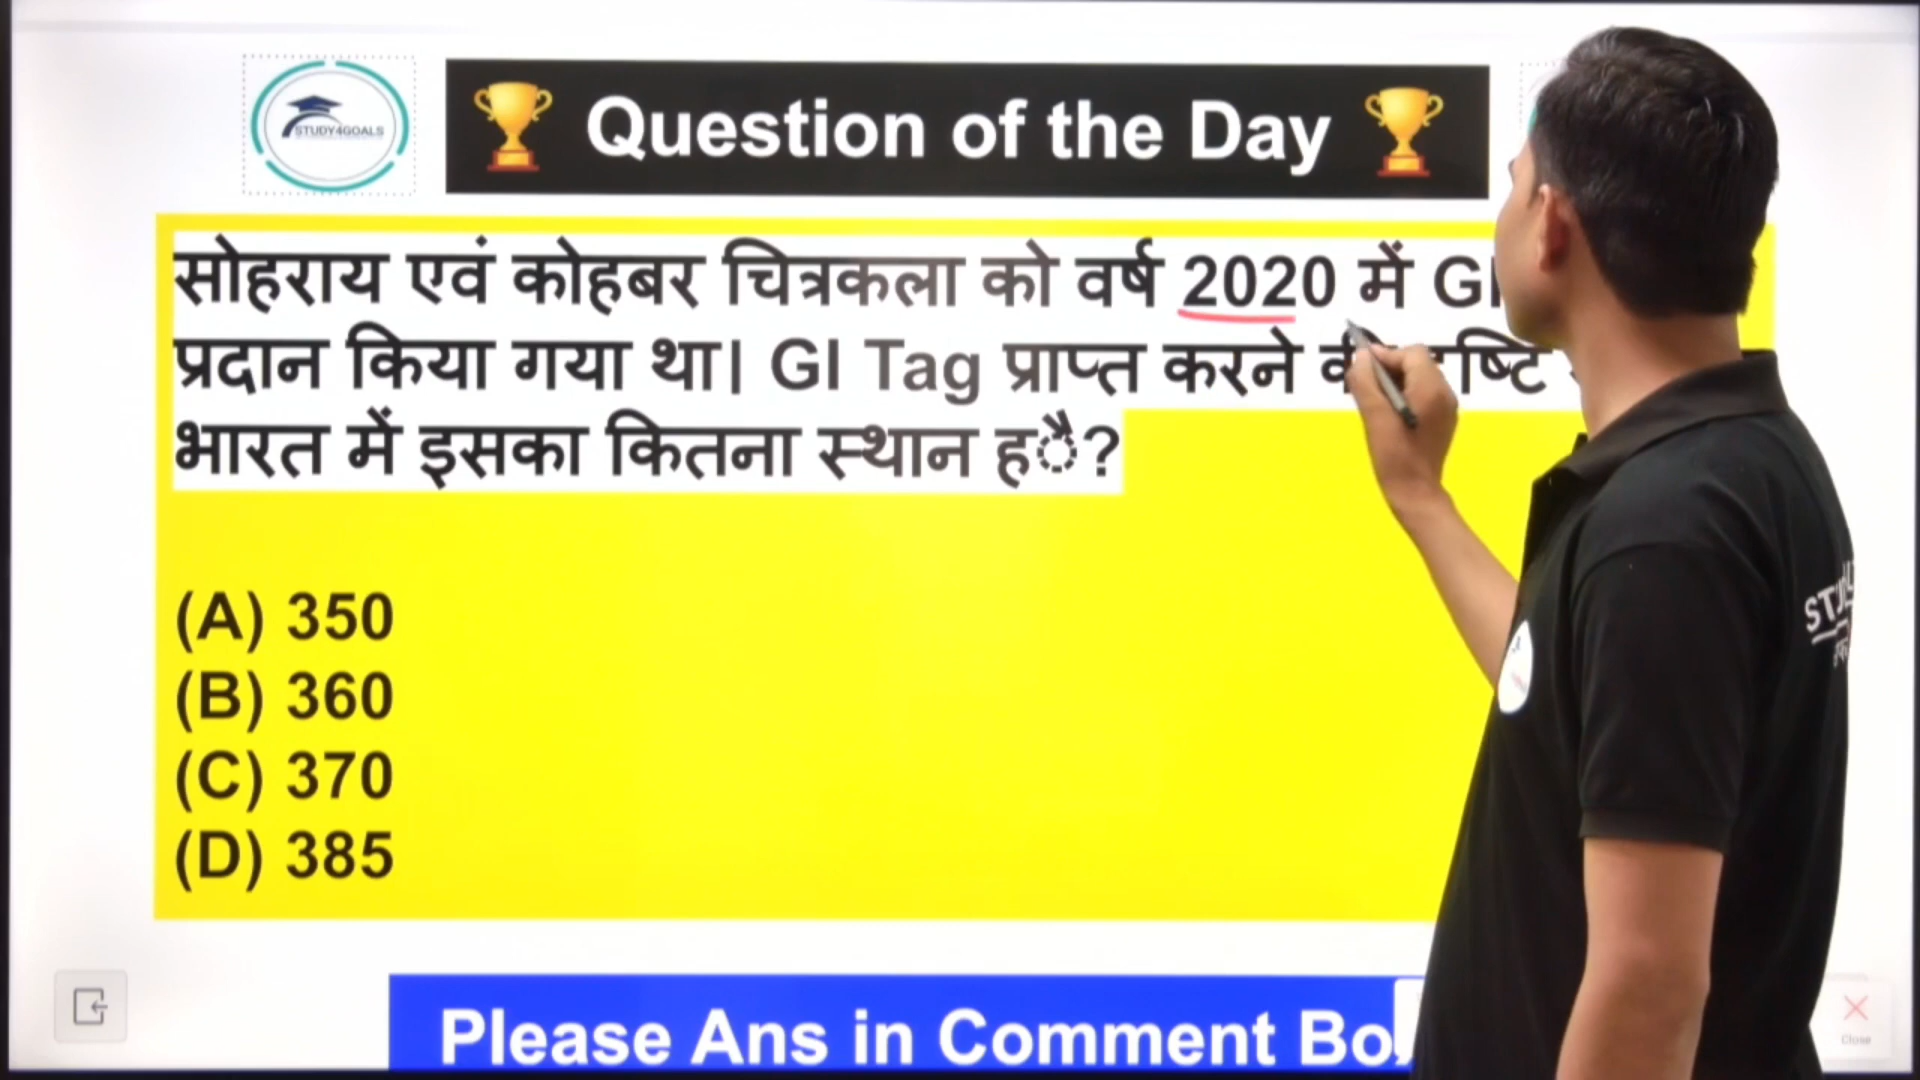 STUDY4GOALS
Question of the Day
सोहराय एवं कोहबर चित्रकला को वर्ष 2020 में GI
प्रदान किया गया था| GI Tag प्राप्त करने
भारत में इसका कितना स्थान हॅै?
(A) 350
(B) 360
(C) 370
(D) 385
Please Ans in Comment
Close